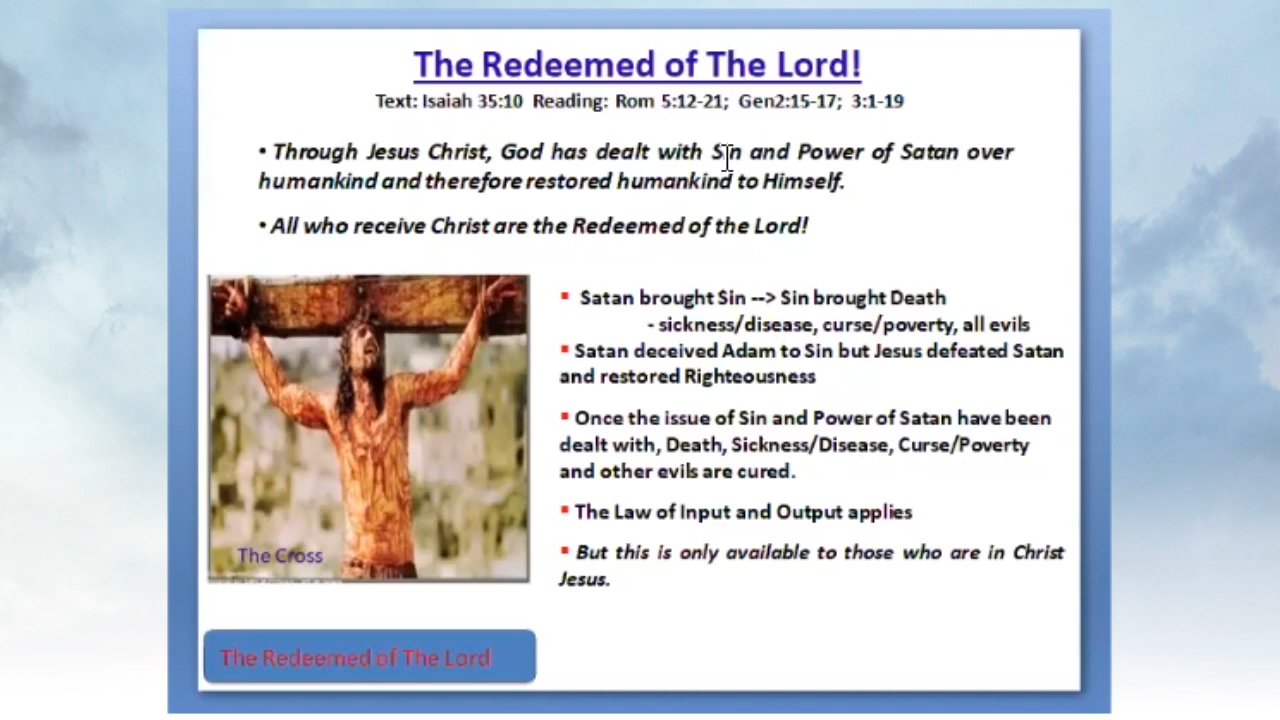 The Redeemed of The Lord!
Text: Isaiah 35:10 Reading: Rom 5:12-21; Gen2:15-17; 3:1-19
• Through Jesus Christ, God has dealt with Sin and Power of Satan over
humankind and therefore restored humankind to Himself.
• All who receive Christ are the Redeemed of the Lord!
▪ Satan brought Sin --> Sin brought Death
- sickness/disease, curse/poverty, all evils
▪ Satan deceived Adam to Sin but Jesus defeated Satan
and restored Righteousness
▪ Once the issue of Sin and Power of Satan have been
dealt with, Death, Sickness/Disease, Curse/Poverty
and other evils are cured.
▪ The Law of Input and Output applies
▪ But this is only available to those who are in Christ
Jesus.
The Cross
The Redeemed of The Lord